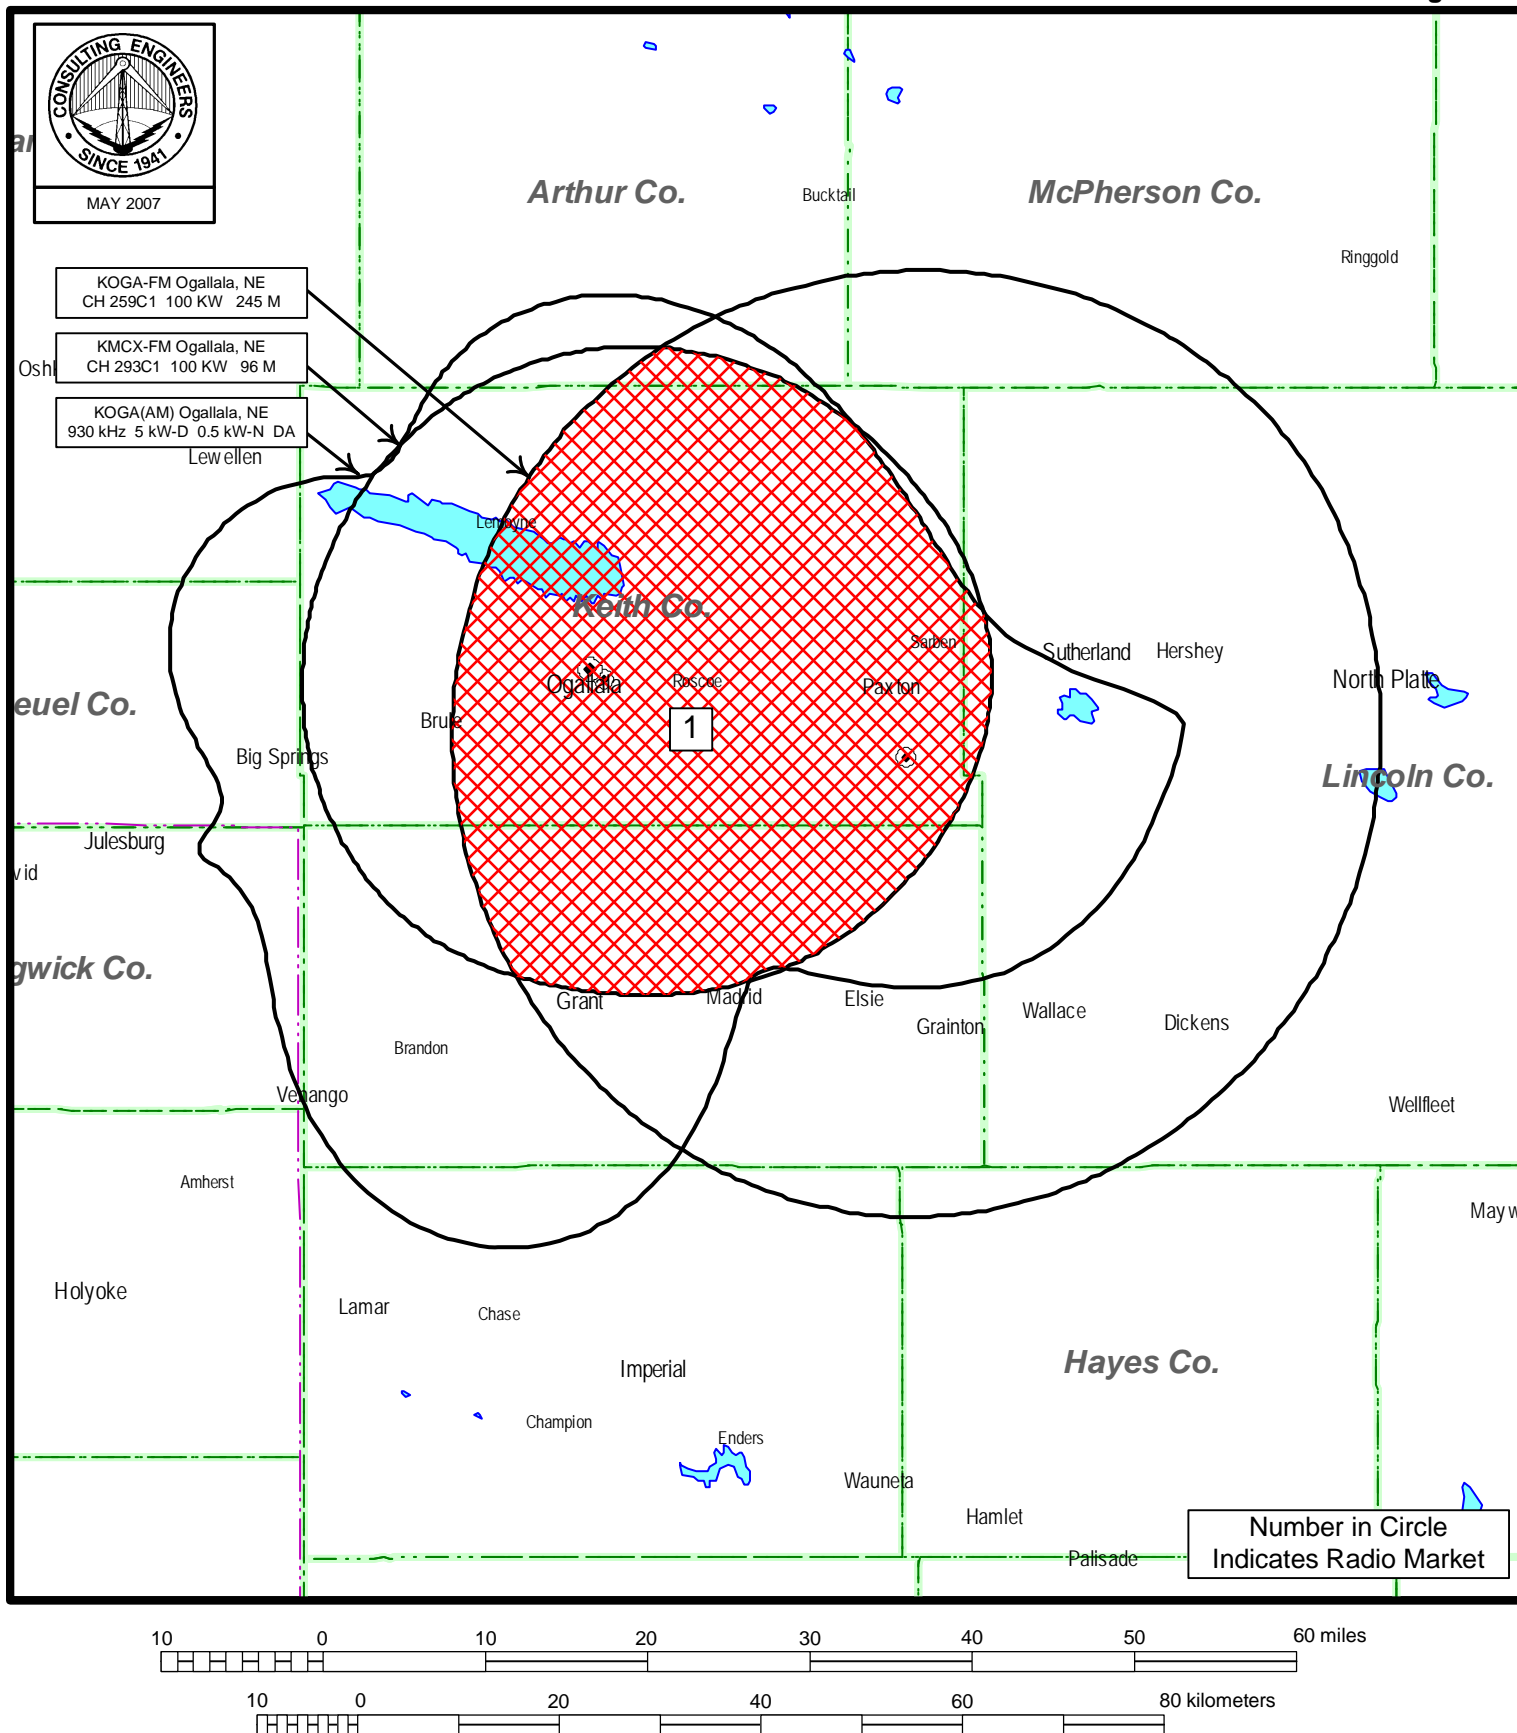 CONSULTING ENGINEERS
SINCE 1941
MAY 2007
Arthur Co.
Bucktail
McPherson Co.
Ringgold
KOGA-FM Ogallala, NE
CH 259C1 100 KW 245 M
KMCX-FM Ogallala, NE
CH 293C1 100 KW 96 M
KOGA(AM) Ogallala, NE
930 kHz 5 kW-D 0.5 kW-N DA
Lewellen
Lemoyne
Keith Co.
Sarben
Sutherland
Hershey
Ogallala
Roscoe
Paxton
North Platte
euel Co.
Brule
1
Big Springs
Lincoln Co.
Julesburg
vid
gwick Co.
Grant
Madrid
Elsie
Grainton
Wallace
Dickens
Brandon
Venango
Wellfleet
Amherst
Mayw
Holyoke
Lamar
Chase
Imperial
Hayes Co.
Champion
Enders
Wauneta
Hamlet
Palisade
Number in Circle
Indicates Radio Market
10 0 10 20 30 40 50 60 miles
10 0 20 40 60 80 kilometers